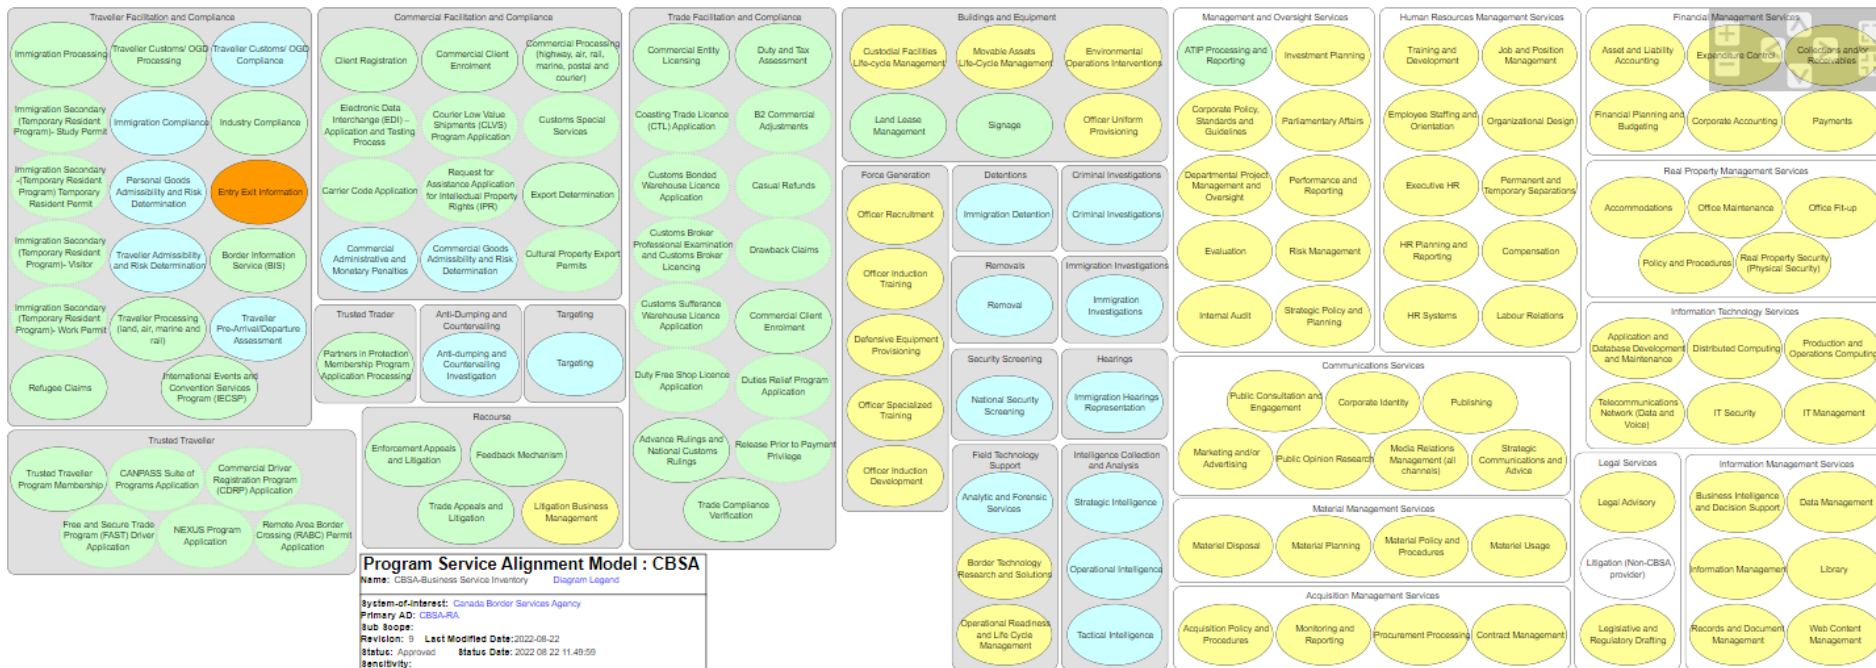 Traveller Facilitation and Compliance
Immigration Processing
Traveller Customs/ OGD
Processing
Traveller Customs/ OGD
Compliance
Immigration Secondary
(Temporary Resident
Program)- Study Permit
Immigration Compliance
Industry Compliance
Immigration Secondary
-(Temporary Resident
Program) Temporary
Resident Permit
Personal Goods
Admissibility and Risk
Determination
Entry Exit Information
Immigration Secondary
(Temporary Resident
Program)- Visitor
Traveller Admissibility
and Risk Determination
Border Information
Service (BIS)
Immigration Secondary
(Temporary Resident
Program)- Work Permit
Traveller Processing
(land, air, marine and
rail)
Traveller
Pre-Arrival/Departure
Assessment
Refugee Claims
International Events and
Convention Services
Program (IECSP)
Trusted Traveller
Trusted Traveller
Program Membership
CANPASS Suite of
Programs Application
Commercial Driver
Registration Program
(CDRP) Application
Free and Secure Trade
Program (FAST) Driver
Application
NEXUS Program
Application
Remote Area Border
Crossing (RABC) Permit
Application
Commercial Facilitation and Compliance
Client Registration
Commercial Client
Enrolment
Commercial Processing
(highway, air, rail,
marine, postal and
courier)
Electronic Data
Interchange (EDI) –
Application and Testing
Process
Courier Low Value
Shipments (CLVS)
Program Application
Customs Special
Services
Carrier Code Application
Request for
Assistance Application
for Intellectual Property
Rights (IPR)
Export Determination
Commercial
Administrative and
Monetary Penalties
Commercial Goods
Admissibility and Risk
Determination
Cultural Property Export
Permits
Trusted Trader
Partners in Protection
Membership Program
Application Processing
Anti-Dumping and
Countervailing
Anti-dumping and
Countervailing
Investigation
Targeting
Targeting
Recourse
Enforcement Appeals
and Litigation
Feedback Mechanism
Trade Appeals and
Litigation
Litigation Business
Management
Program Service Alignment Model : CBSA
Name: CBSA-Business Service Inventory Diagram Legend
System-of-Interest: Canada Border Services Agency
Primary AD: CBSA-RA
Sub Scope:
Revision: 9 Last Modified Date:2022-08-22
Status: Approved Status Date: 2022 08 22 11.49:59
Sensitivity:
Trade Facilitation and Compliance
Commercial Entity
Licensing
Duty and Tax
Assessment
Coasting Trade Licence
(CTL) Application
B2 Commercial
Adjustments
Customs Bonded
Warehouse Licence
Application
Casual Refunds
Customs Broker
Professional Examination
and Customs Broker
Licencing
Drawback Claims
Customs Sufferance
Warehouse Licence
Application
Commercial Client
Enrolment
Duty Free Shop Licence
Application
Duties Relief Program
Application
Advance Rulings and
National Customs
Rulings
Release Prior to Payment
Privilege
Trade Compliance
Verification
Buildings and Equipment
Custodial Facilities
Life-cycle Management
Movable Assets
Life-Cycle Management
Environmental
Operations Interventions
Land Lease
Management
Signage
Officer Uniform
Provisioning
Force Generation
Officer Recruitment
Officer Induction
Training
Defensive Equipment
Provisioning
Officer Specialized
Training
Officer Induction
Development
Detentions
Immigration Detention
Criminal Investigations
Criminal Investigations
Removals
Removal
Immigration Investigations
Immigration
Investigations
Security Screening
National Security
Screening
Hearings
Immigration Hearings
Representation
Field Technology
Support
Analytic and Forensic
Services
Border Technology
Research and Solutions
Operational Readiness
and Life Cycle
Management
Intelligence Collection
and Analysis
Strategic Intelligence
Operational Intelligence
Tactical Intelligence
Management and Oversight Services
ATIP Processing and
Reporting
Investment Planning
Corporate Policy,
Standards and
Guidelines
Parliamentary Affairs
Departmental Project
Management and
Oversight
Performance and
Reporting
Evaluation
Risk Management
Internal Audit
Strategic Policy and
Planning
Human Resources Management Services
Training and
Development
Job and Position
Management
Employee Staffing and
Orientation
Organizational Design
Executive HR
Permanent and
Temporary Separations
HR Planning and
Reporting
Compensation
HR Systems
Labour Relations
Communications Services
Public Consultation and
Engagement
Corporate Identity
Publishing
Marketing and/or
Advertising
Public Opinion Research
Media Relations
Management (all
channels)
Strategic
Communications and
Advice
Material Management Services
Materiel Disposal
Material Planning
Material Policy and
Procedures
Materiel Usage
Acquisition Management Services
Acquisition Policy and
Procedures
Monitoring and
Reporting
Procurement Processing
Contract Management
Financial Management Services
Asset and Liability
Accounting
Expenditure Control
Collections and/or
Receivables
Financial Planning and
Budgeting
Corporate Accounting
Payments
Real Property Management Services
Accommodations
Office Maintenance
Office Fit-up
Policy and Procedures
Real Property Security
(Physical Security)
Information Technology Services
Application and
Database Development
and Maintenance
Distributed Computing
Production and
Operations Computing
Telecommunications
Network (Data and
Voice)
IT Security
IT Management
Legal Services
Legal Advisory
Litigation (Non-CBSA
provider)
Legislative and
Regulatory Drafting
Information Management Services
Business Intelligence
and Decision Support
Data Management
Information Management
Library
Records and Document
Management
Web Content
Management